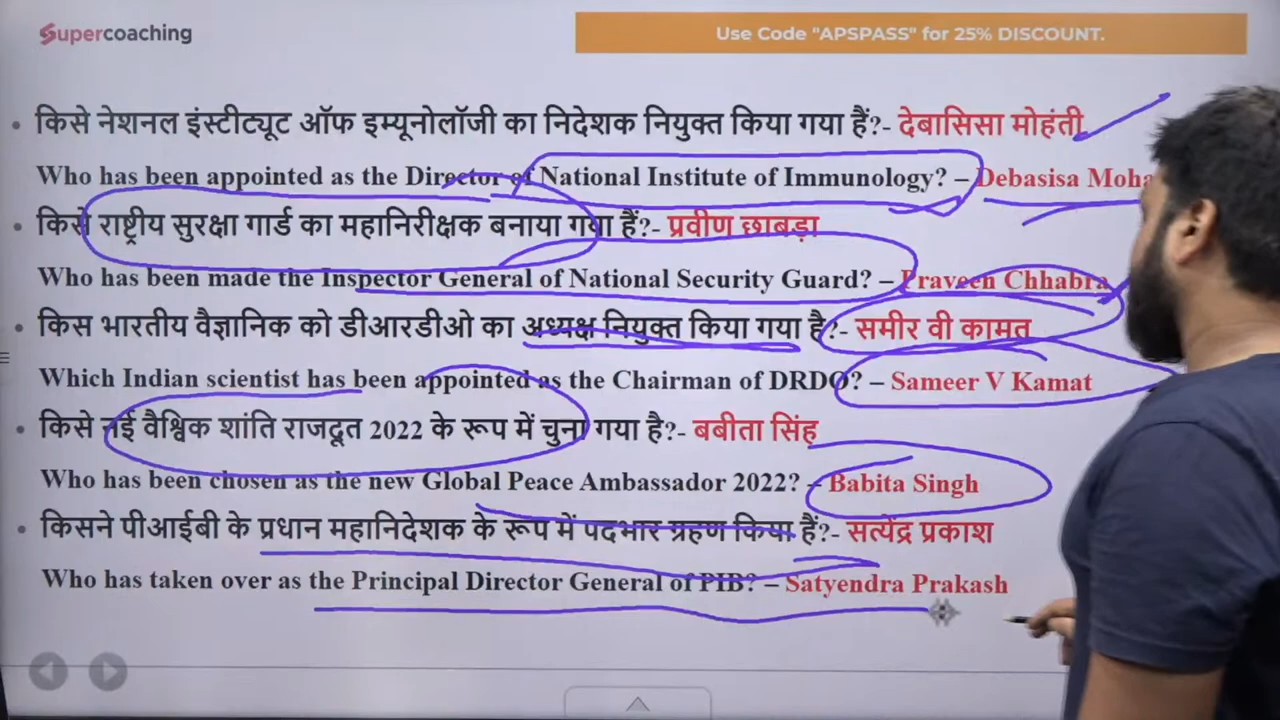 Supercoaching
Use Code "APSPASS" for 25% DISCOUNT.
• किसे नेशनल इंस्टीट्यूट ऑफ इम्यूनोलॉजी का निदेशक नियुक्त किया गया हैं?- देबासिसा मोहंती
Who has been appointed as the Director of National Institute of Immunology? – Debasisa
• किसे राष्ट्रीय सुरक्षा गार्ड का महानिरीक्षक बनाया गया हैं?- प्रवीण छाबड़ा
Who has been made the Inspector General of National Security Guard? – Praveen Chhabra
• किस भारतीय वैज्ञानिक को डीआरडीओ का अध्यक्ष नियुक्त किया गया है?- समीर वी कामत
Which Indian scientist has been appointed as the Chairman of DRDO? – Sameer V Kamat
• किसे नई वैश्विक शांति राजदूत 2022 के रूप में चुना गया है?- बबीता सिंह
Who has been chosen as the new Global Peace Ambassador 2022? – Babita Singh
• किसने पीआईबी के प्रधान महानिदेशक के रूप में पदभार ग्रहण किया हैं?- सत्येंद्र प्रकाश
Who has taken over as the Principal Director General of PIB? – Satyendra Prakash